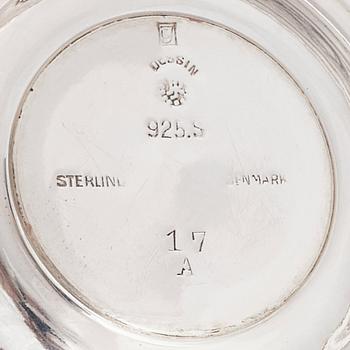 DESSIN
925.S
STERLING DENMARK
17
A